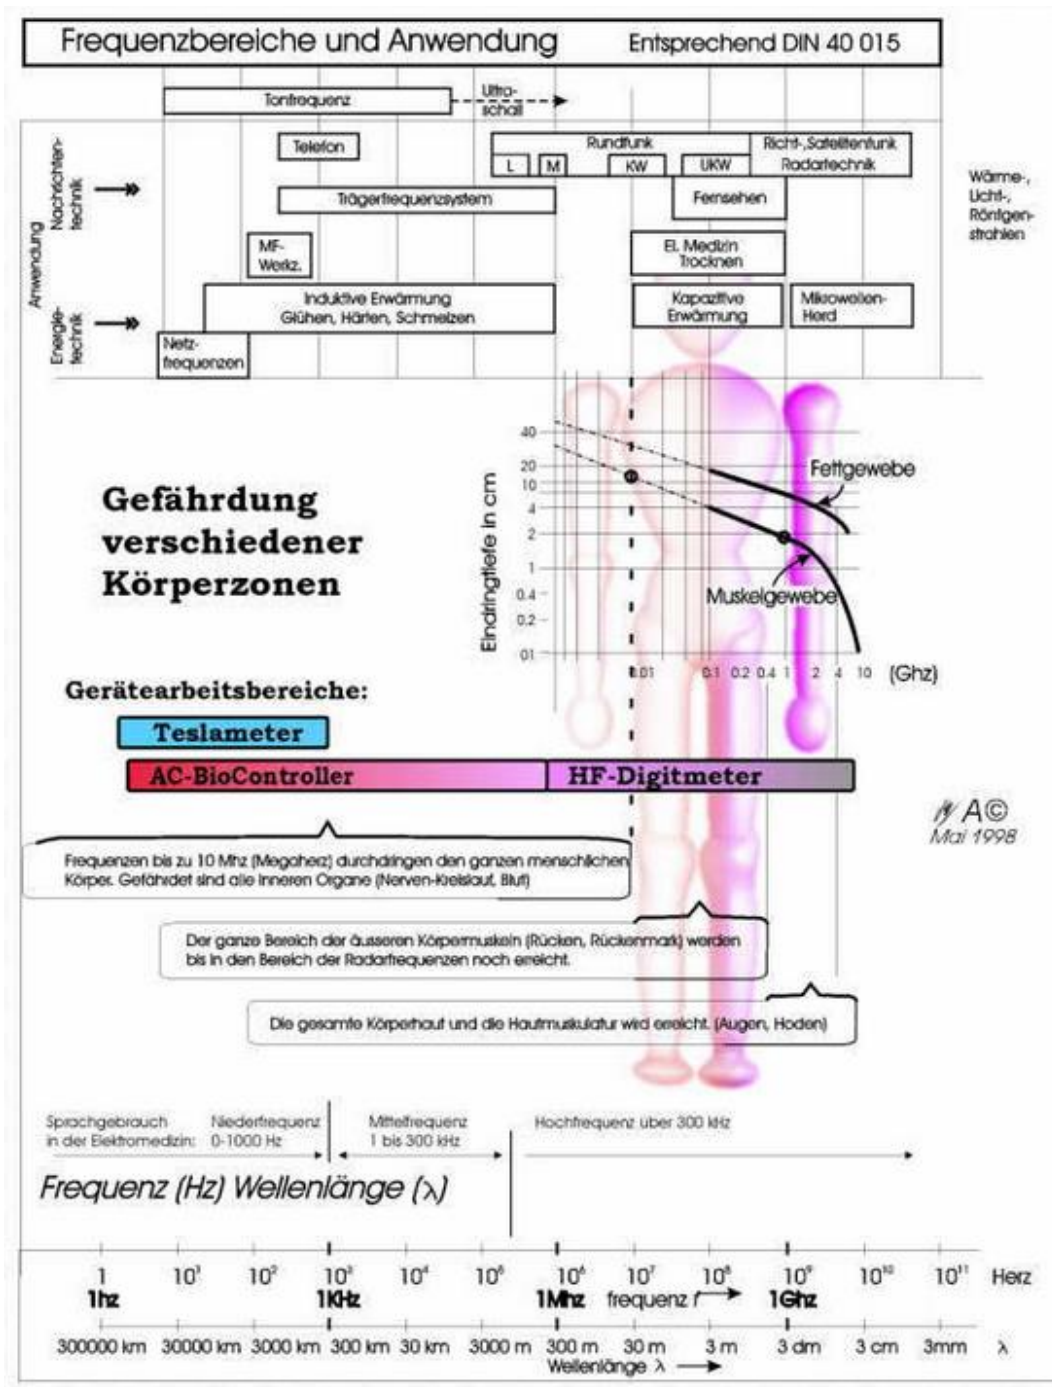 Frequenzbereiche und Anwendung Entsprechend DIN 40 015
Tonfrequenz
Ultra-
schall
Anwendung
Nachrichten-
technik
Telefon
Rundfunk
L M KW UKW
Richt-,Satellitenfunk
Radartechnik
Trägerfrequenzsystem
Fernsehen
Wärme-,
Licht-,
Röntgen-
strahlen
MF-
Werkz.
El. Medizin
Trocknen
Energie-
technik
Induktive Erwärmung
Glühen, Härten, Schmelzen
Kapazitive
Erwärmung
Mikrowellen-
Herd
Netz-
frequenzen
Gefährdung
verschiedener
Körperzonen
Eindringtiefe in cm
40
20
10
4
2
1
0.4
0.2
01
Fettgewebe
Muskelgewebe
0.01 0.1 0.2 0.4 1 2 4 10 (Ghz)
Gerätearbeitsbereiche:
Teslameter
AC-BioController HF-Digitmeter
A©
Mai 1998
Frequenzen bis zu 10 Mhz (Megaherz) durchdringen den ganzen menschlichen
Körper. Gefährdet sind alle inneren Organe (Nerven-Kreislauf, Blut)
Der ganze Bereich der äusseren Körpermuskeln (Rücken, Rückenmark) werden
bis in den Bereich der Radarfrequenzen noch erreicht.
Die gesamte Körperhaut und die Hautmuskulatur wird erreicht. (Augen, Hoden)
Sprachgebrauch
in der Elektromedizin:
Niederfrequenz
0-1000 Hz
Mittelfrequenz
1 bis 300 kHz
Hochfrequenz über 300 kHz
Frequenz (Hz) Wellenlänge (λ)
1 10¹ 10² 10³ 10⁴ 10⁶ 10⁶ 10⁷ 10⁸ 10⁹ 10¹⁰ 10¹¹ Herz
1hz 1KHz 1Mhz frequenz f 1Ghz
300000 km 30000 km 3000 km 300 km 30 km 3000 m 300 m 30 m 3 m 3 dm 3 cm 3mm λ
Wellenlänge λ